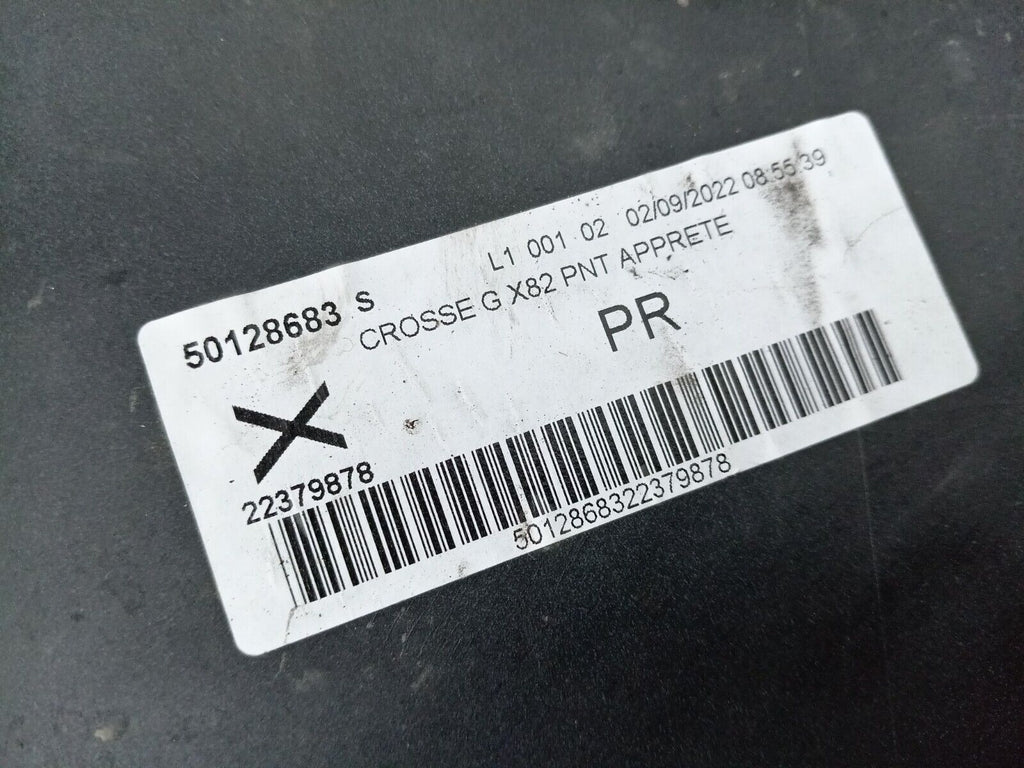 L1 001 02 02/09/2022 08:55:39
50128683 S
CROSSE G X82 PNT APPRETE
PR
X
22379878
5012868322379878